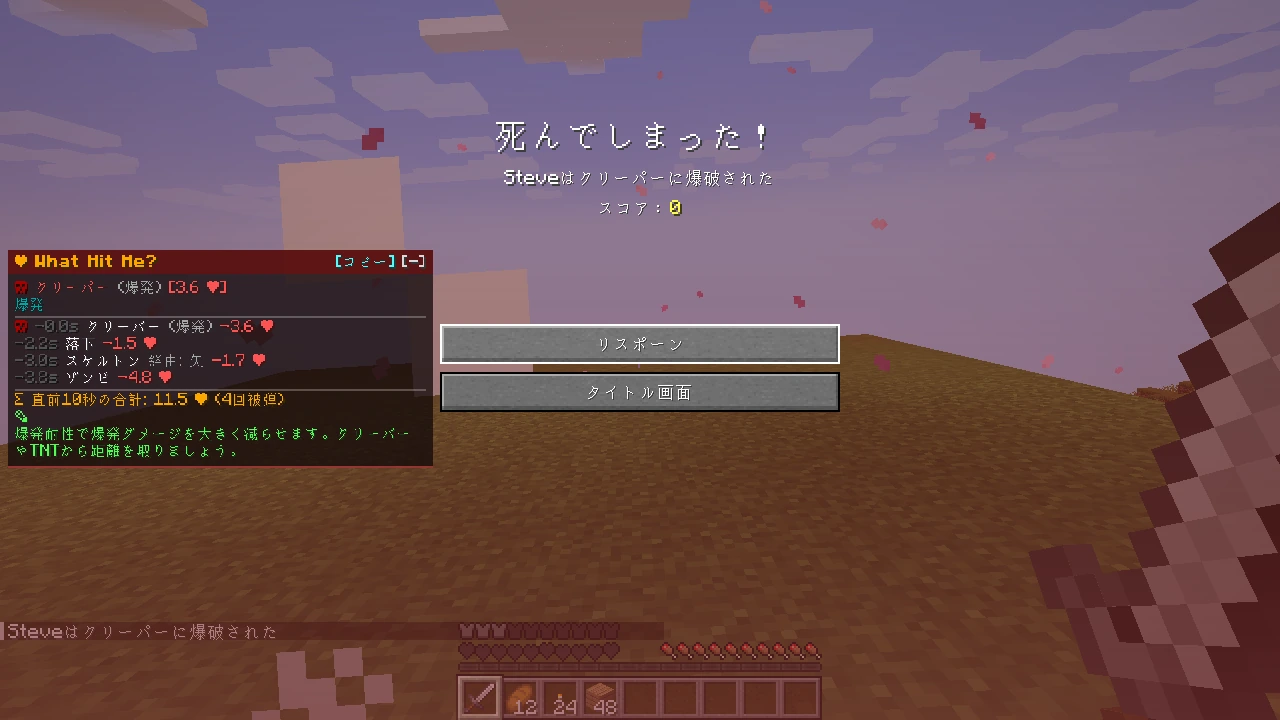 死んでしまった！
Steveはクリーパーに爆破された
スコア：0
What Hit Me? [コピー] [−]
クリーパー (爆発) [3.6 ♥]
爆発
−0.0s クリーパー (爆発) −3.6 ♥
−2.2s 落下 −1.5 ♥
−3.0s スケルトン 経由: 矢 −1.7 ♥
−3.8s ゾンビ −4.8 ♥
Σ 直前10秒の合計: 11.5 ♥ (4回被弾)
爆発耐性で爆発ダメージを大きく減らせます。クリーパー
やTNTから距離を取りましょう。
リスポーン
タイトル画面
Steveはクリーパーに爆破された
12 24 48